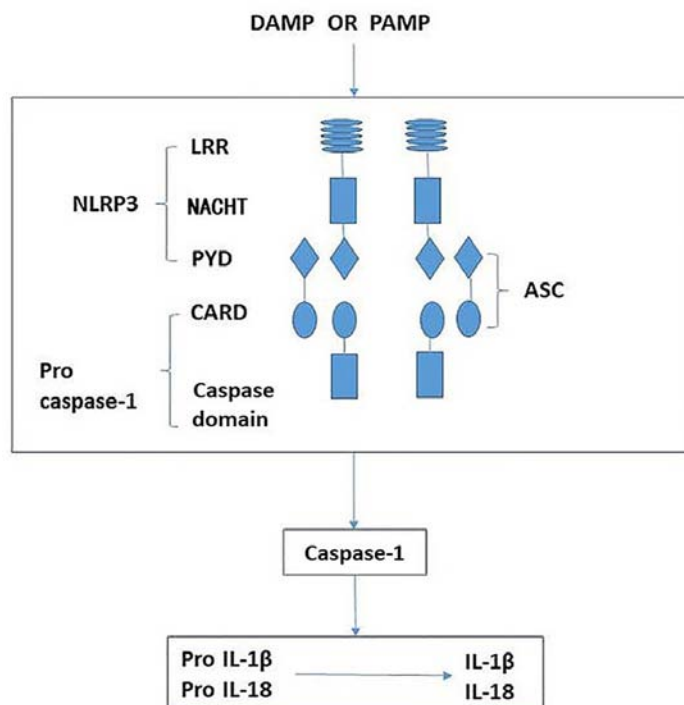 DAMP OR PAMP
LRR
NLRP3
NACHT
PYD
ASC
CARD
Pro
caspase-1
Caspase
domain
Caspase-1
Pro IL-1β
IL-1β
Pro IL-18
IL-18